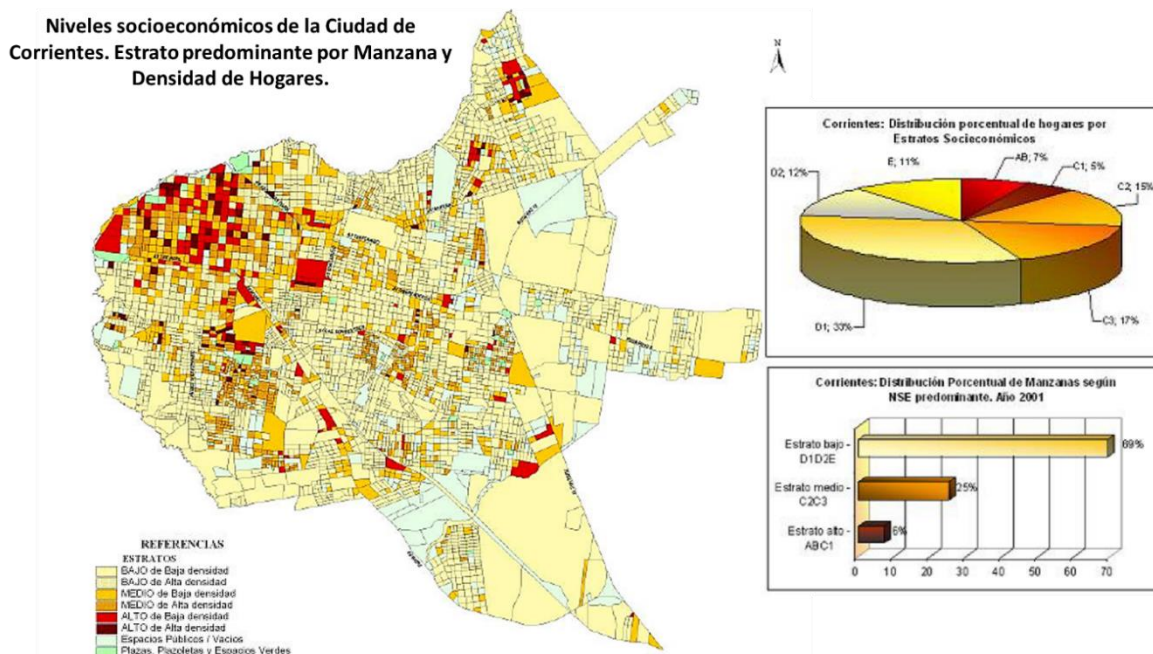 Niveles socioeconómicos de la Ciudad de
Corrientes. Estrato predominante por Manzana y
Densidad de Hogares.
N
Corrientes: Distribución porcentual de hogares por
Estratos Socioeconómicos
E; 11%
AB; 7%
C1; 5%
D2; 12%
C2; 15%
D1; 33%
C3; 17%
Corrientes: Distribución Porcentual de Manzanas según
NSE predominante. Año 2001
Estrato bajo -
D1D2E
69%
Estrato medio
C2C3
25%
Estrato alto
ABC1
6%
0 10 20 30 40 50 60 70
REFERENCIAS
ESTRATOS
BAJO de Baja densidad
BAJO de Alta densidad
MEDIO de Baja densidad
MEDIO de Alta densidad
ALTO de Baja densidad
ALTO de Alta densidad
Espacios Públicos / Vacios
Plazas, Plazoletas y Espacios Verdes